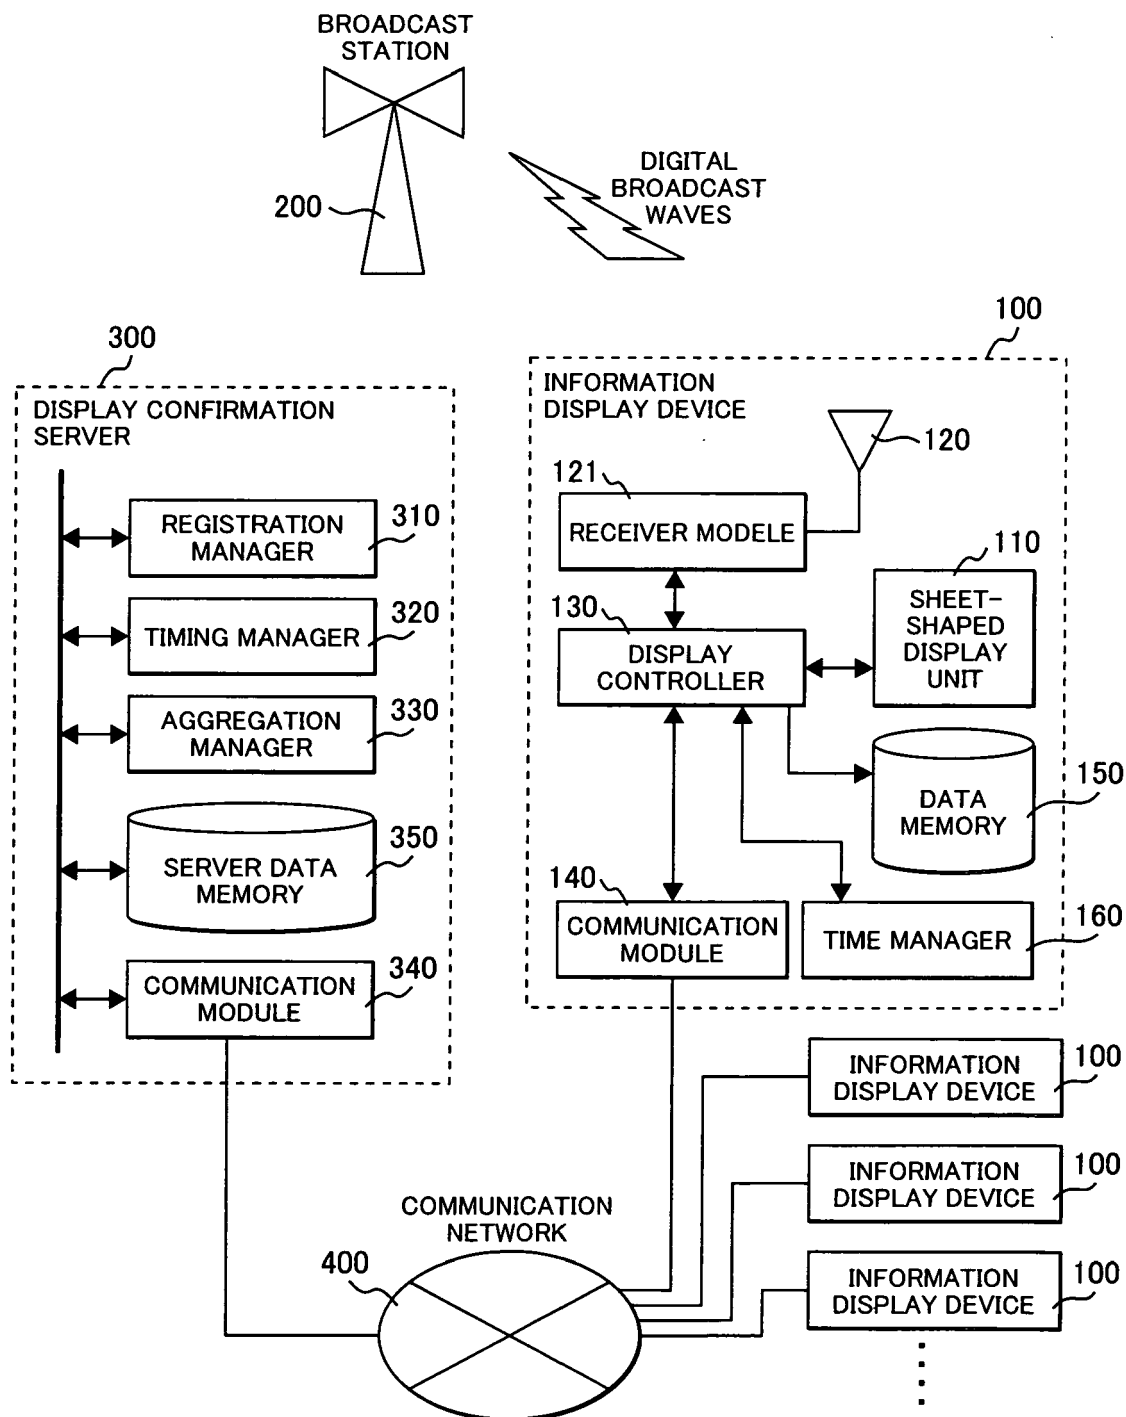 BROADCAST
STATION
200
DIGITAL
BROADCAST
WAVES
300
DISPLAY CONFIRMATION
SERVER
REGISTRATION
MANAGER
310
TIMING MANAGER
320
AGGREGATION
MANAGER
330
SERVER DATA
MEMORY
350
COMMUNICATION
MODULE
340
100
INFORMATION
DISPLAY DEVICE
120
121
RECEIVER MODELE
110
SHEET-
SHAPED
DISPLAY
UNIT
130
DISPLAY
CONTROLLER
150
DATA
MEMORY
140
COMMUNICATION
MODULE
TIME MANAGER
160
INFORMATION
DISPLAY DEVICE
100
INFORMATION
DISPLAY DEVICE
100
INFORMATION
DISPLAY DEVICE
100
COMMUNICATION
NETWORK
400